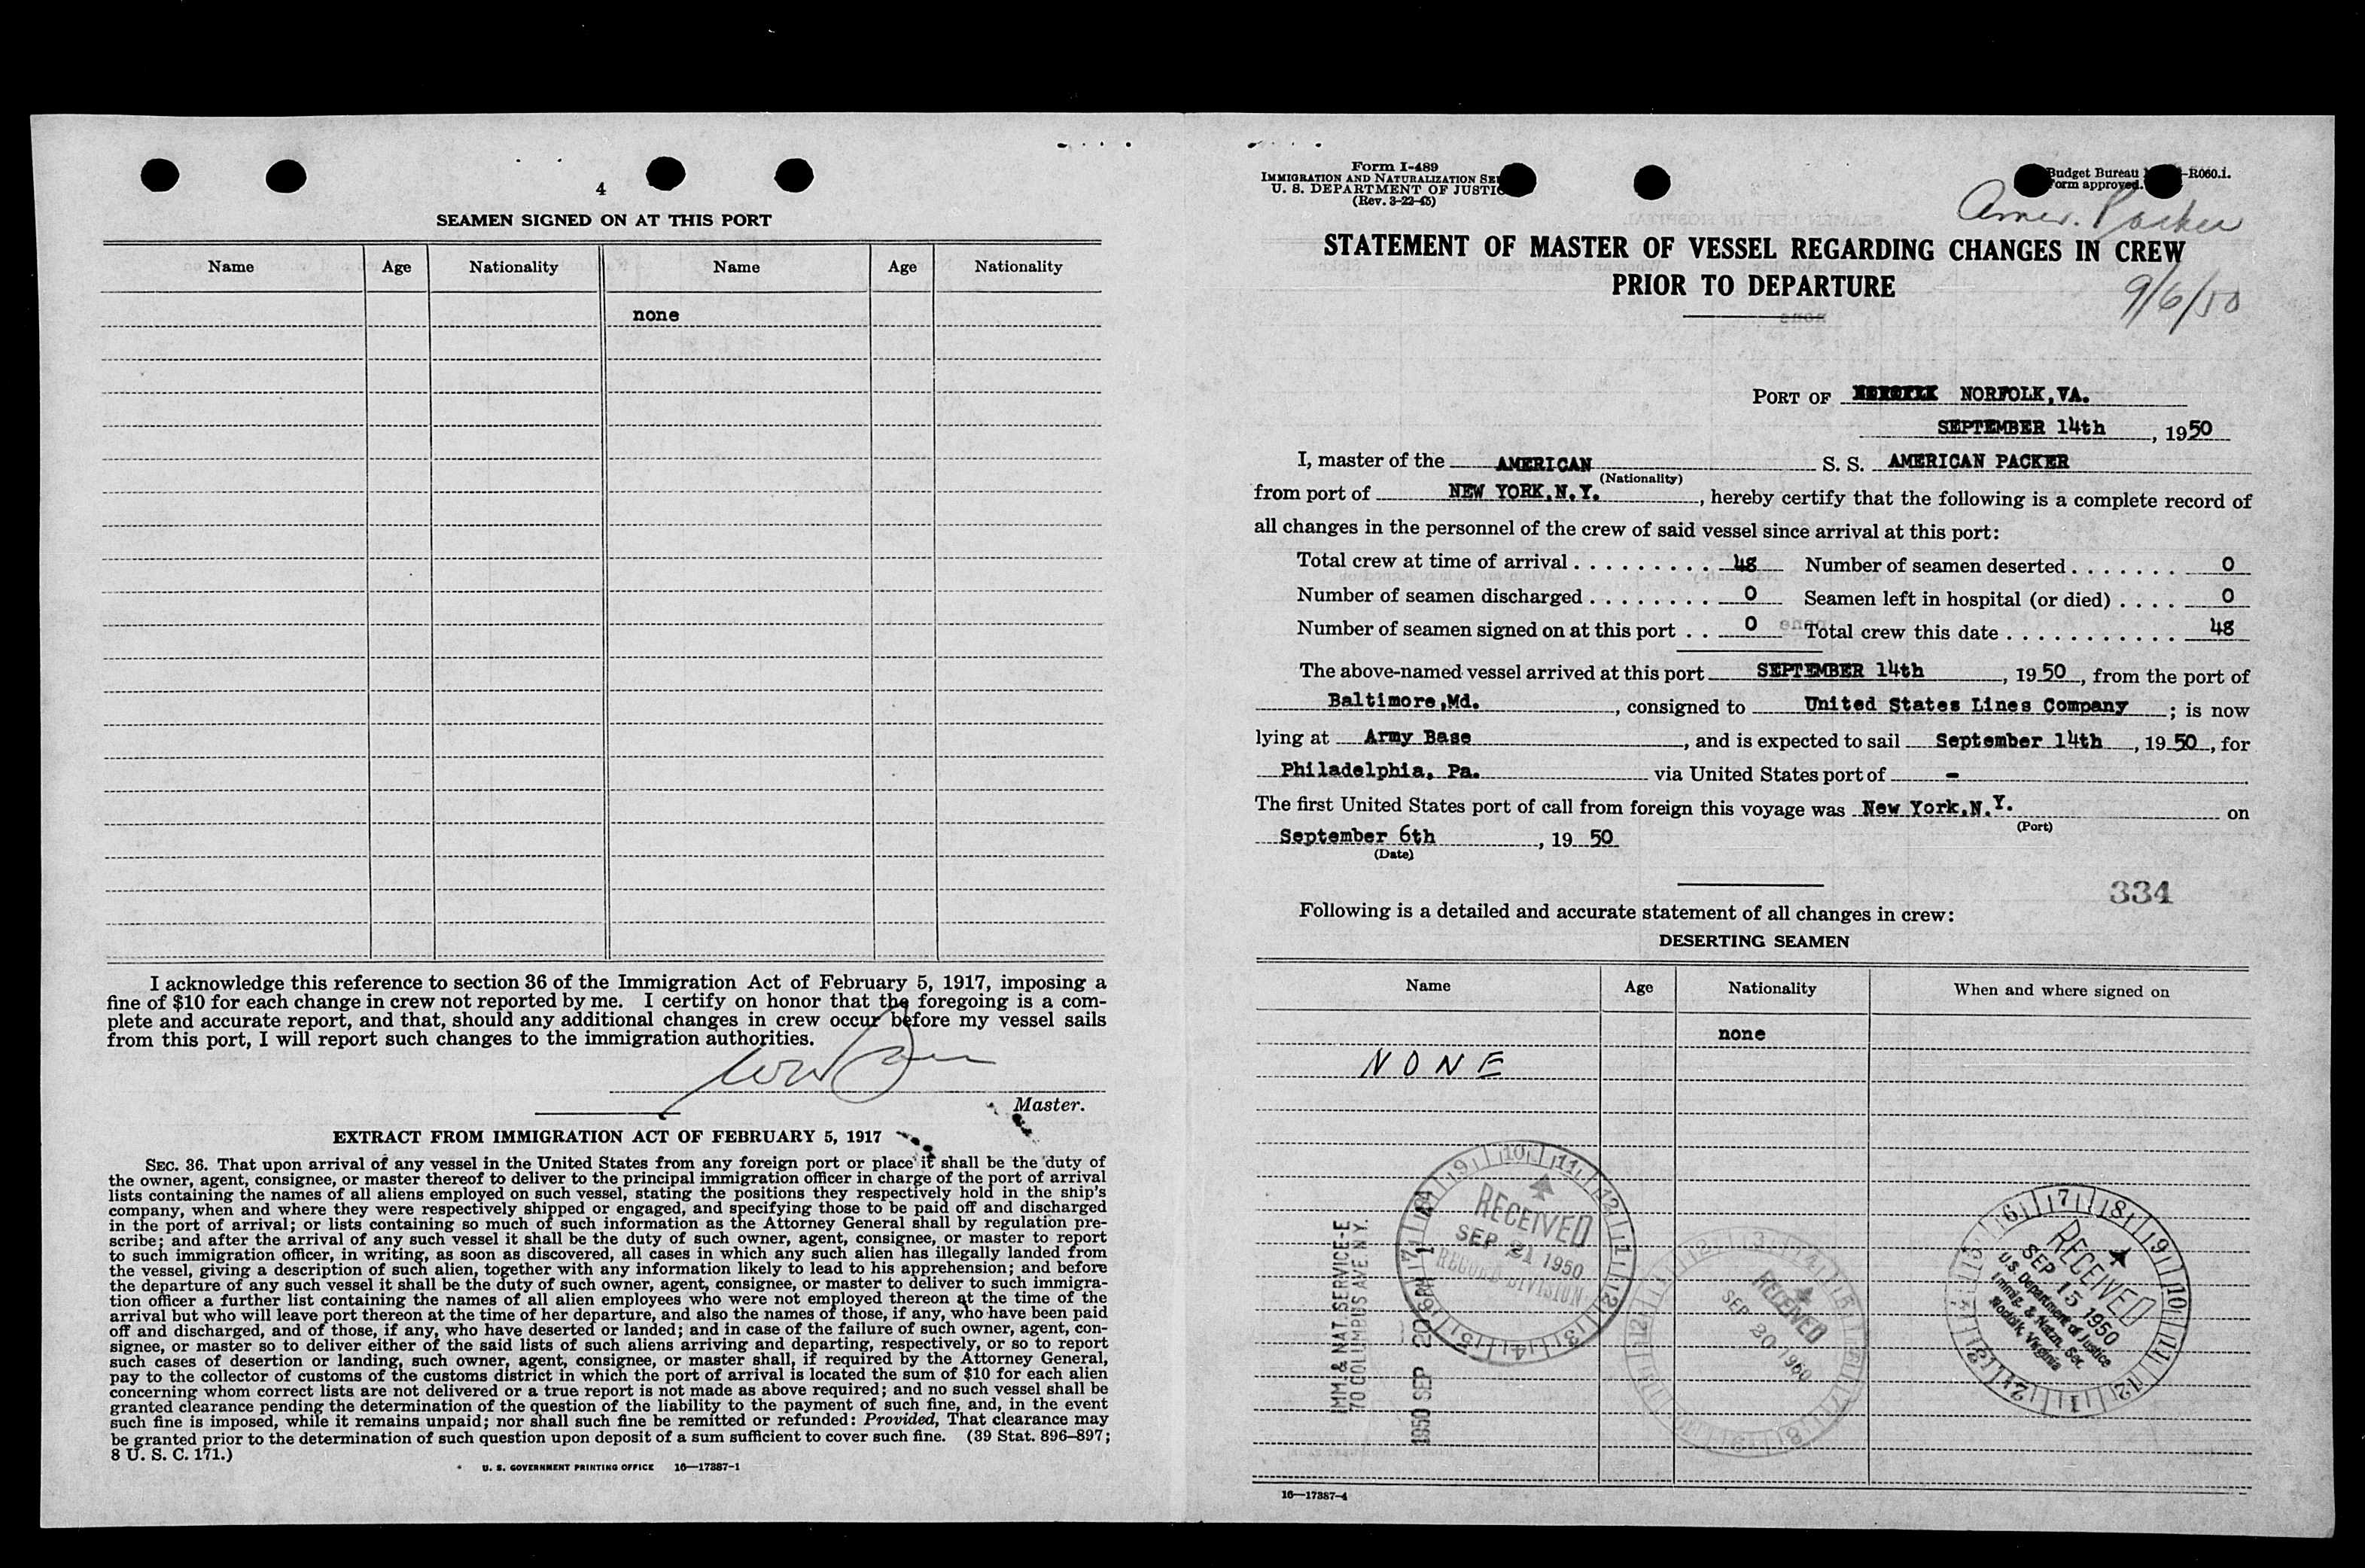 4
SEAMEN SIGNED ON AT THIS PORT
Name Age Nationality Name Age Nationality
none
I acknowledge this reference to section 36 of the Immigration Act of February 5, 1917, imposing a
fine of $10 for each change in crew not reported by me. I certify on honor that the foregoing is a com-
plete and accurate report, and that, should any additional changes in crew occur before my vessel sails
from this port, I will report such changes to the immigration authorities.
Master.
EXTRACT FROM IMMIGRATION ACT OF FEBRUARY 5, 1917
SEC. 36. That upon arrival of any vessel in the United States from any foreign port or place it shall be the duty of
the owner, agent, consignee, or master thereof to deliver to the principal immigration officer in charge of the port of arrival
lists containing the names of all aliens employed on such vessel, stating the positions they respectively hold in the ship's
company, when and where they were respectively shipped or engaged, and specifying those to be paid off and discharged
in the port of arrival; or lists containing so much of such information as the Attorney General shall by regulation pre-
scribe; and after the arrival of any such vessel it shall be the duty of such owner, agent, consignee, or master to report
to such immigration officer, in writing, as soon as discovered, all cases in which any such alien has illegally landed from
the vessel, giving a description of such alien, together with any information likely to lead to his apprehension; and before
the departure of any such vessel it shall be the duty of such owner, agent, consignee, or master to deliver to such immigra-
tion officer a further list containing the names of all alien employees who were not employed thereon at the time of the
arrival but who will leave port thereon at the time of her departure, and also the names of those, if any, who have been paid
off and discharged, and of those, if any, who have deserted or landed; and in case of the failure of such owner, agent, con-
signee, or master so to deliver either of the said lists of such aliens arriving and departing, respectively, or so to report
such cases of desertion or landing, such owner, agent, consignee, or master shall, if required by the Attorney General,
pay to the collector of customs of the customs district in which the port of arrival is located the sum of $10 for each alien
concerning whom correct lists are not delivered or a true report is not made as above required; and no such vessel shall be
granted clearance pending the determination of the question of the liability to the payment of such fine, and, in the event
such fine is imposed, while it remains unpaid; nor shall such fine be remitted or refunded: Provided, That clearance may
be granted prior to the determination of such question upon deposit of a sum sufficient to cover such fine. (39 Stat. 896–897;
8 U. S. C. 171.)
U. S. GOVERNMENT PRINTING OFFICE 16—17387-1
Form I-489
IMMIGRATION AND NATURALIZATION SE
U. S. DEPARTMENT OF JUSTIC
(Rev. 3-22-45)
Budget Bureau -R060.1.
Form approved.
Amer. Packer
STATEMENT OF MASTER OF VESSEL REGARDING CHANGES IN CREW
PRIOR TO DEPARTURE
9/6/50
PORT OF NORFOLK, VA.
SEPTEMBER 14th, 1950
I, master of the AMERICAN S. S. AMERICAN PACKER
(Nationality)
from port of NEW YORK, N. Y., hereby certify that the following is a complete record of
all changes in the personnel of the crew of said vessel since arrival at this port:
Total crew at time of arrival 48 Number of seamen deserted 0
Number of seamen discharged 0 Seamen left in hospital (or died) 0
Number of seamen signed on at this port 0 Total crew this date 48
The above-named vessel arrived at this port SEPTEMBER 14th, 1950, from the port of
Baltimore, Md., consigned to United States Lines Company; is now
lying at Army Base, and is expected to sail September 14th, 1950, for
Philadelphia, Pa. via United States port of -
The first United States port of call from foreign this voyage was New York, N. Y. on
(Port)
September 6th, 19 50
(Date)
334
Following is a detailed and accurate statement of all changes in crew:
DESERTING SEAMEN
Name Age Nationality When and where signed on
none
NONE
IMM. & NAT. SERVICE-E
70 COLUMBUS AVE N.Y.
1950 SEP 20
RECEIVED
SEP 21 1950
RECORD DIVISION
RECEIVED
SEP 30 1960
RECEIVED
SEP 15 1950
U.S. Department of Justice
Immig. & Natzn. Ser.
Norfolk, Virginia
16—17387-4